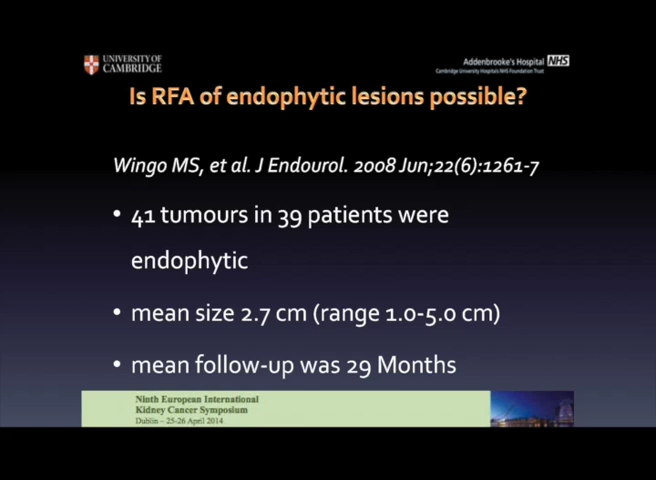 UNIVERSITY OF
CAMBRIDGE
Addenbrooke's Hospital NHS
Cambridge University Hospitals NHS Foundation Trust
Is RFA of endophytic lesions possible?
Wingo MS, et al. J Endourol. 2008 Jun;22(6):1261-7
• 41 tumours in 39 patients were
endophytic
• mean size 2.7 cm (range 1.0-5.0 cm)
• mean follow-up was 29 Months
Ninth European International
Kidney Cancer Symposium
Dublin – 25-26 April 2014